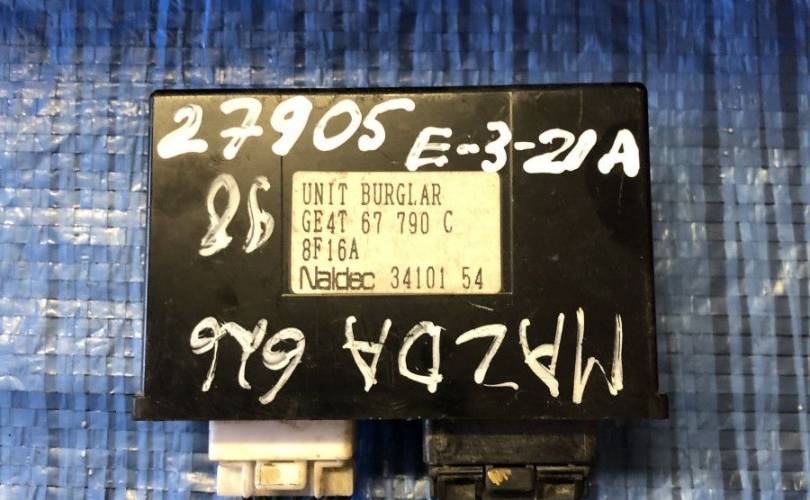 27905 E-3-21A
98
UNIT BURGLAR
GE4T 67 790 C
8F16A
Naldec 34101 54
MAZDA 626